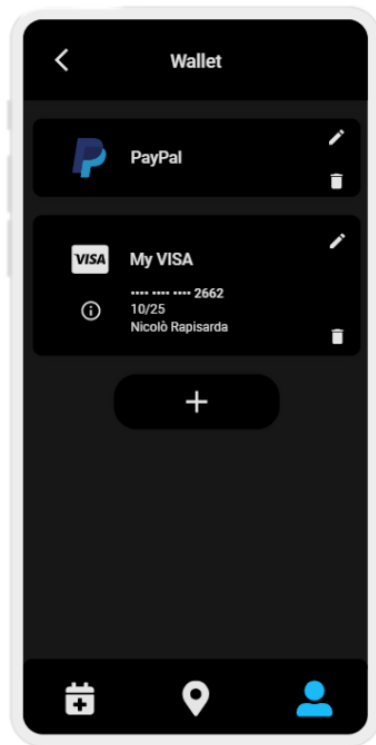 Wallet
PayPal
VISA
My VISA
•••• •••• •••• 2662
10/25
Nicolò Rapisarda